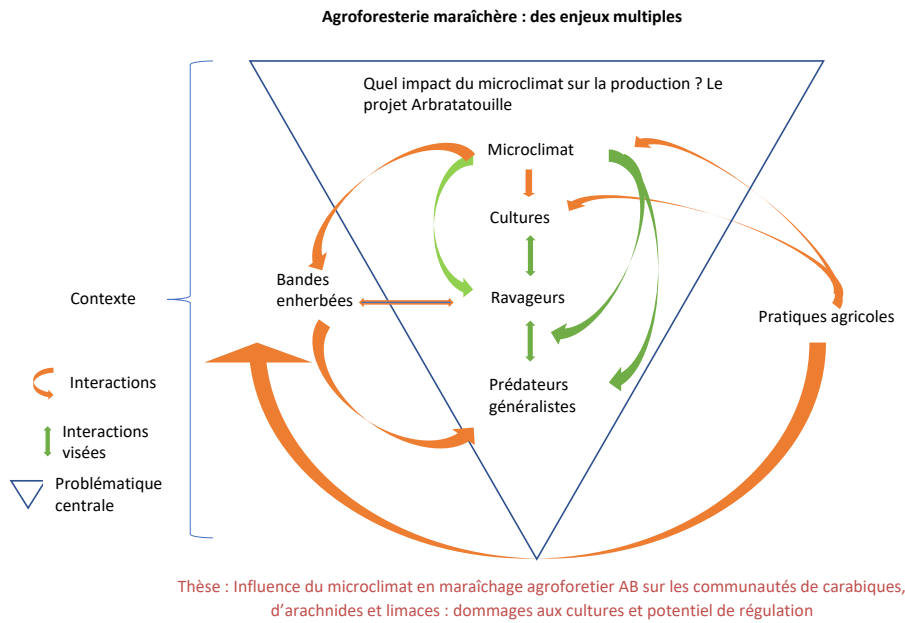 Agroforesterie maraîchère : des enjeux multiples
Quel impact du microclimat sur la production ? Le
projet Arbratatouille
Microclimat
Cultures
Bandes
enherbées
Ravageurs
Contexte
Pratiques agricoles
Interactions
Prédateurs
généralistes
Interactions
visées
Problématique
centrale
Thèse : Influence du microclimat en maraîchage agroforetier AB sur les communautés de carabiques,
d’arachnides et limaces : dommages aux cultures et potentiel de régulation